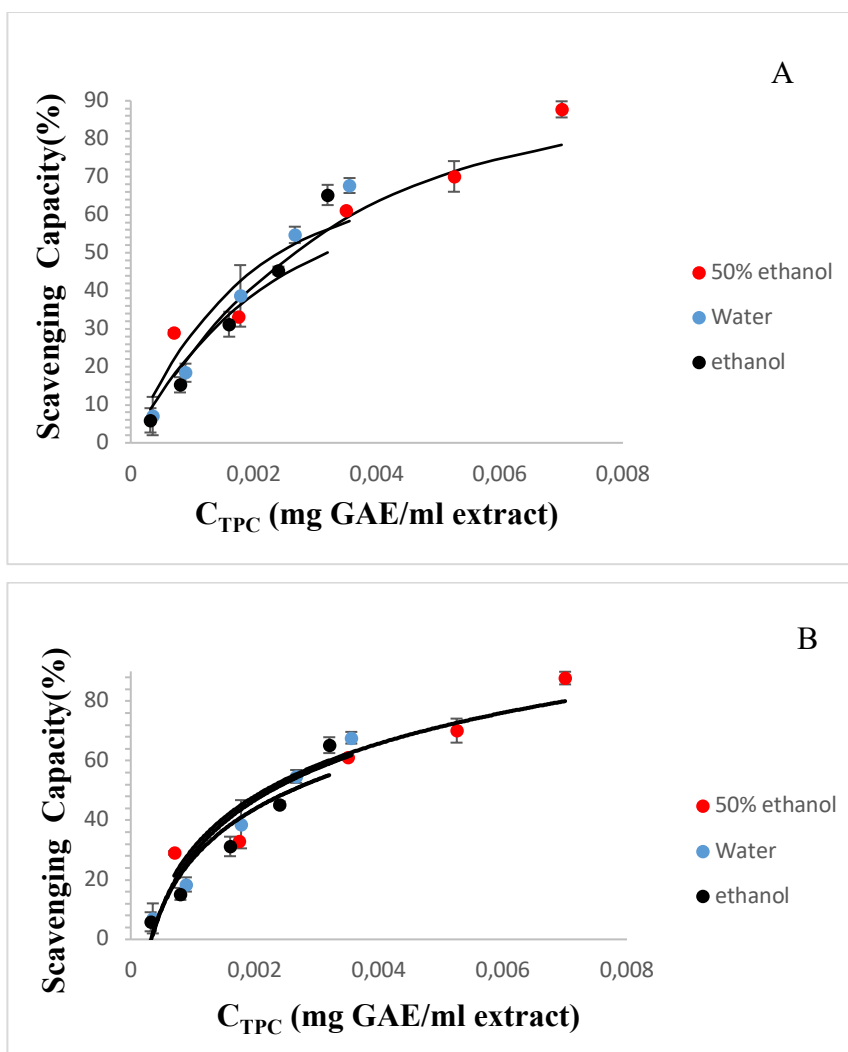 A
Scavenging Capacity(%)
90
80
70
60
50
40
30
20
10
0
0 0,002 0,004 0,006 0,008
C_TPC (mg GAE/ml extract)
50% ethanol
Water
ethanol
B
Scavenging Capacity(%)
80
60
40
20
0
0 0,002 0,004 0,006 0,008
C_TPC (mg GAE/ml extract)
50% ethanol
Water
ethanol